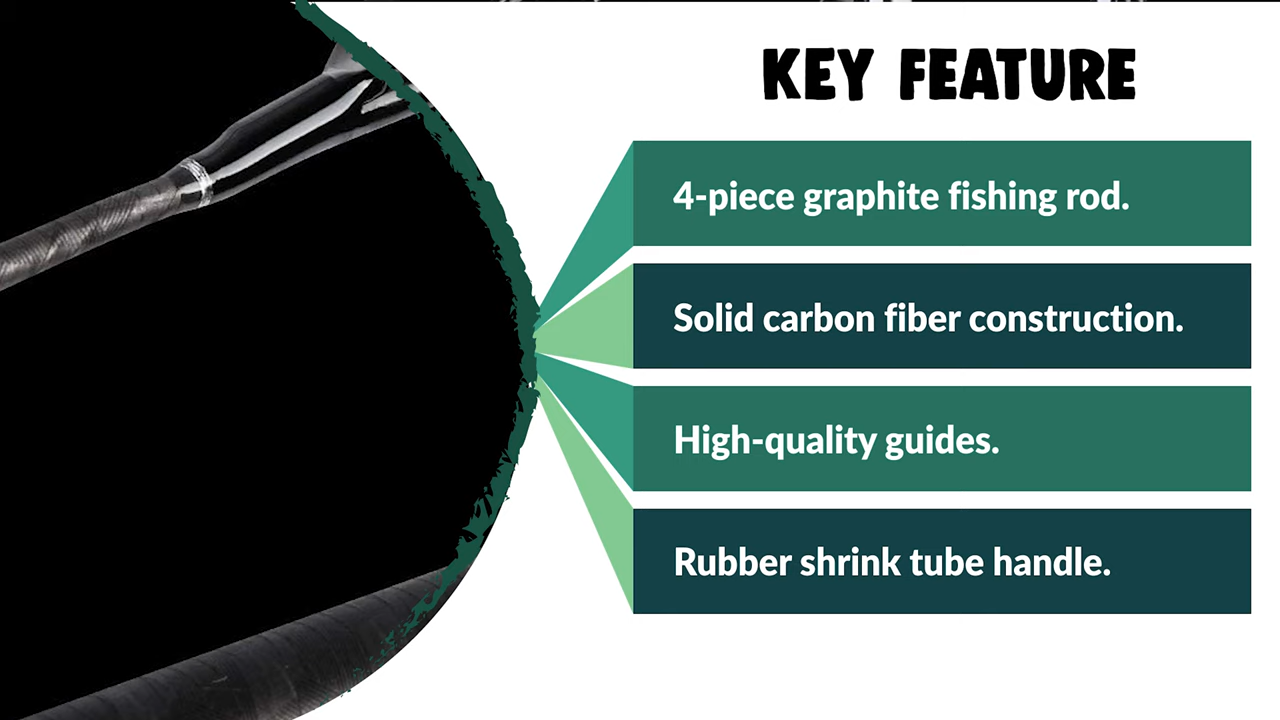 KEY FEATURE
4-piece graphite fishing rod.
Solid carbon fiber construction.
High-quality guides.
Rubber shrink tube handle.